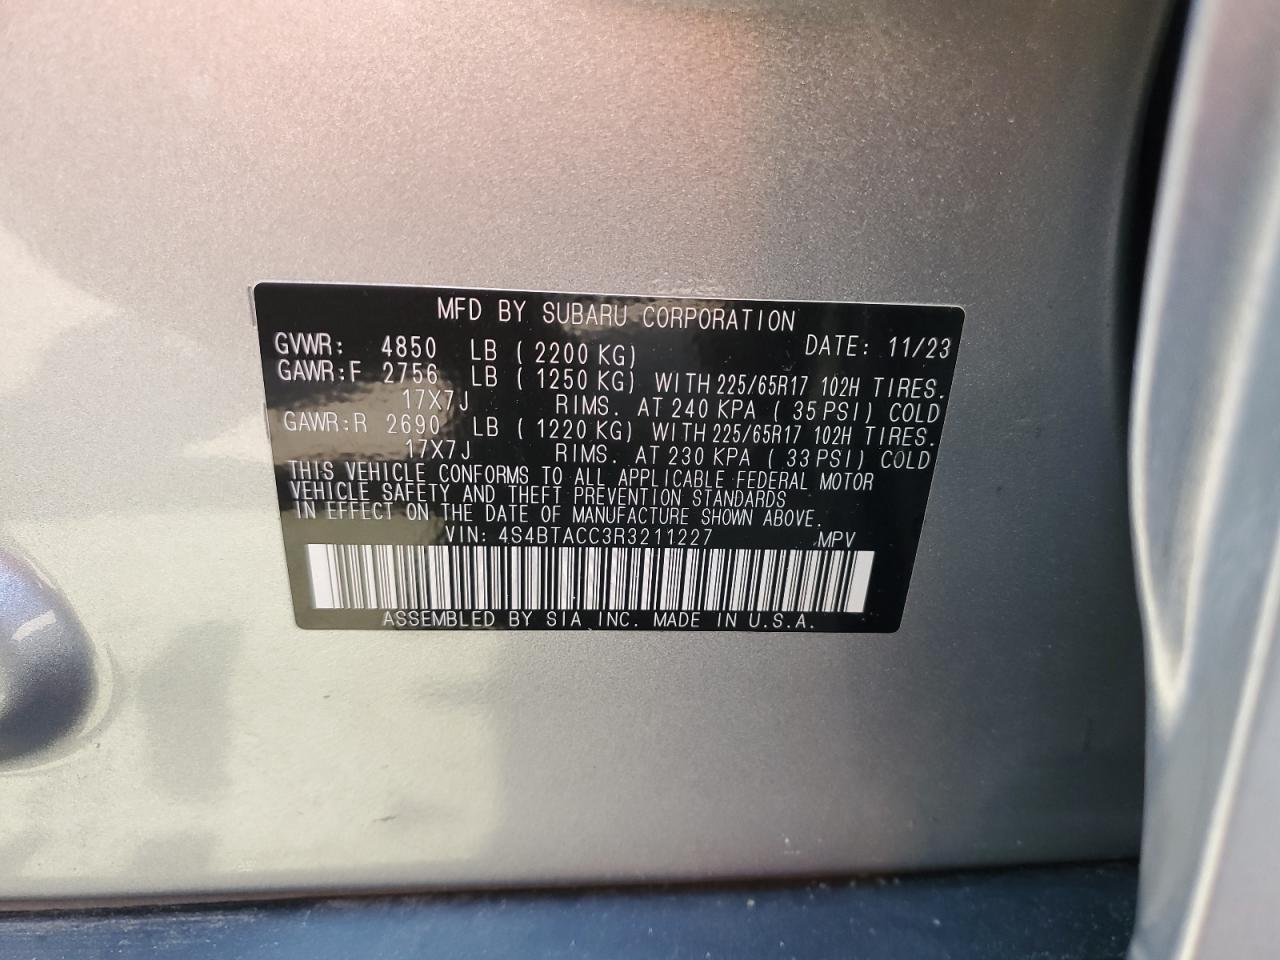 MFD BY SUBARU CORPORATION
GVWR: 4850 LB ( 2200 KG) DATE: 11/23
GAWR:F 2756 LB ( 1250 KG) WITH 225/65R17 102H TIRES.
17X7J RIMS. AT 240 KPA ( 35 PSI) COLD
GAWR:R 2690 LB ( 1220 KG) WITH 225/65R17 102H TIRES.
17X7J RIMS. AT 230 KPA ( 33 PSI) COLD
THIS VEHICLE CONFORMS TO ALL APPLICABLE FEDERAL MOTOR
VEHICLE SAFETY AND THEFT PREVENTION STANDARDS
IN EFFECT ON THE DATE OF MANUFACTURE SHOWN ABOVE.
VIN: 4S4BTACC3R3211227 MPV
ASSEMBLED BY SIA INC. MADE IN U.S.A.